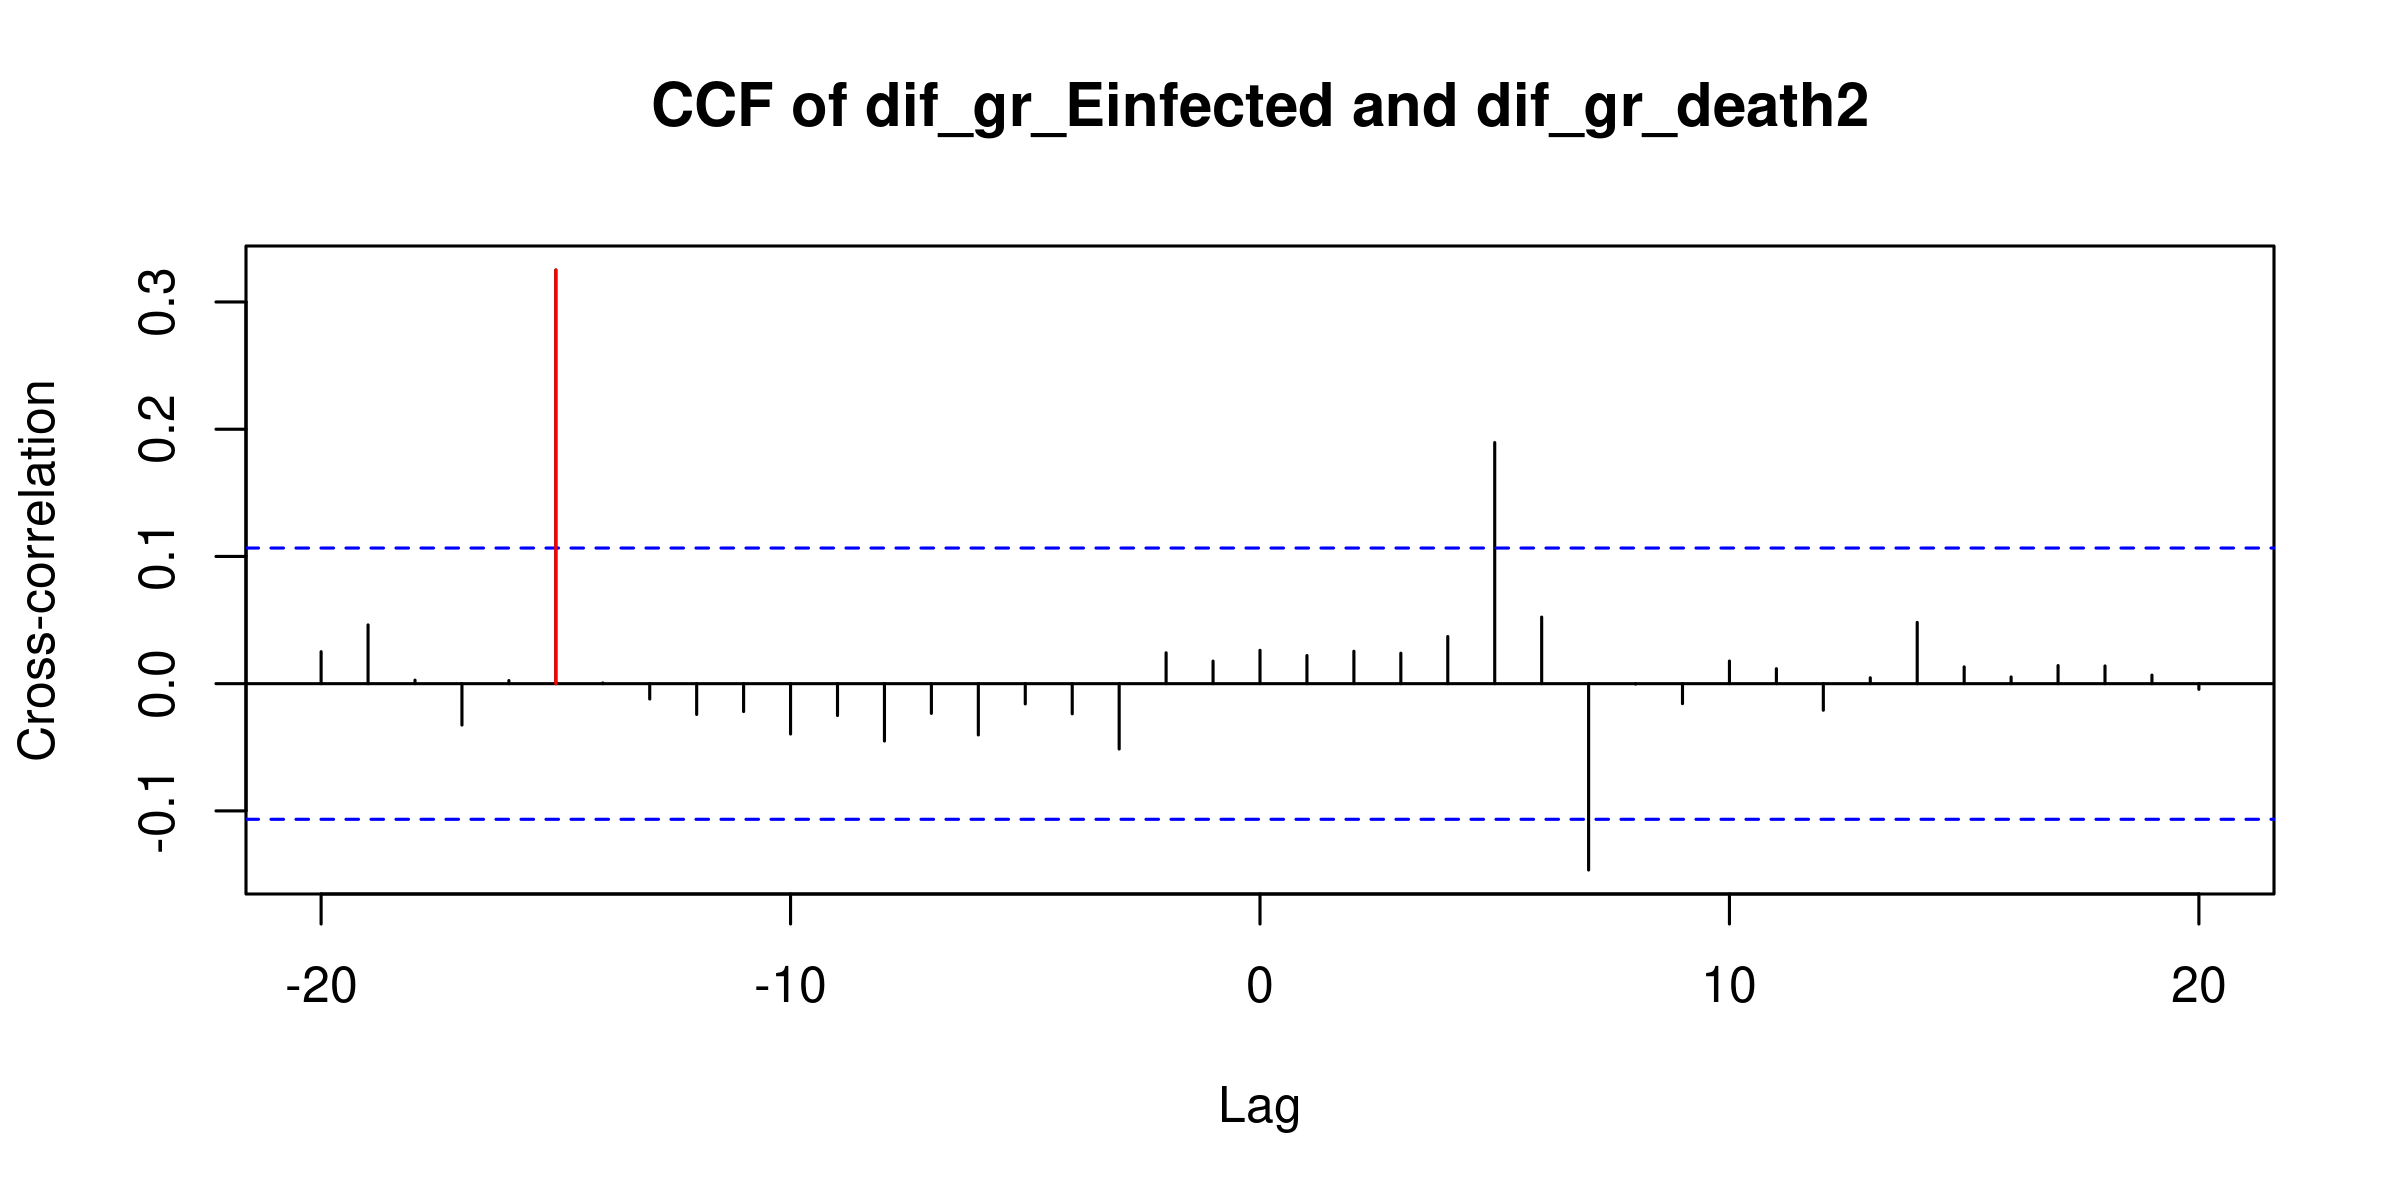 CCF of dif_gr_Einfected and dif_gr_death2
Cross-correlation
0.3
0.2
0.1
0.0
-0.1
-20 -10 0 10 20
Lag